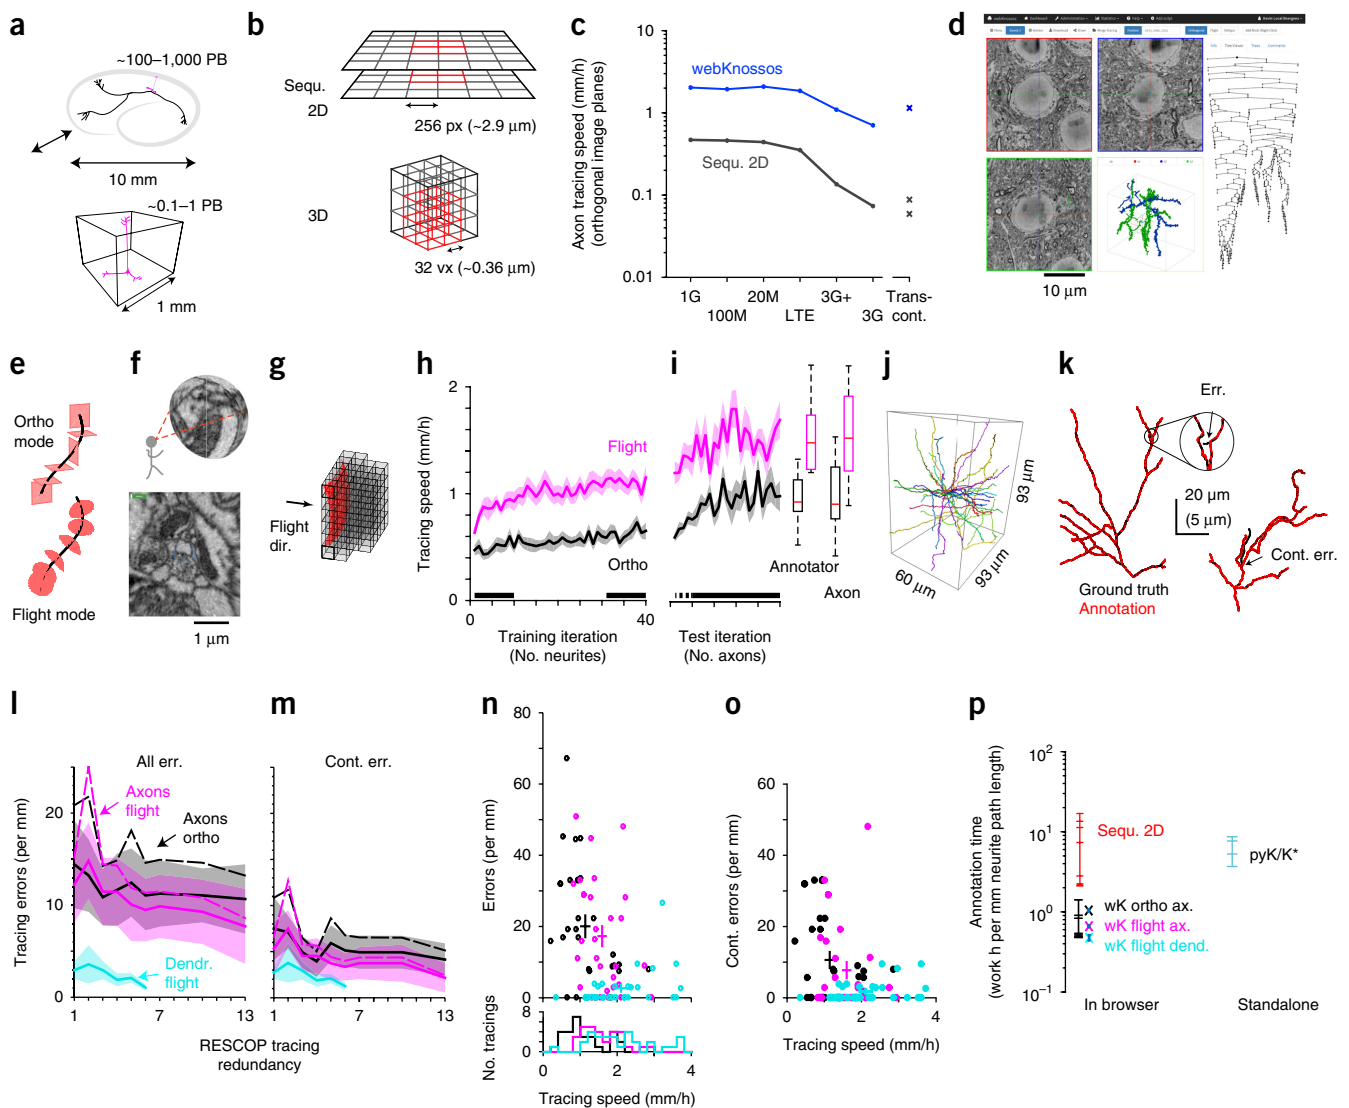 a
~100–1,000 PB
10 mm
~0.1–1 PB
1 mm
b
Sequ.
2D
256 px (~2.9 µm)
3D
32 vx (~0.36 µm)
c
Axon tracing speed (mm/h)
(orthogonal image planes)
10
1
0.1
0.01
webKnossos
Sequ. 2D
1G
100M
20M
LTE
3G+
3G
Trans-
cont.
d
webKnossos
10 µm
e
Ortho
mode
Flight mode
f
1 µm
g
Flight
dir.
h
Tracing speed (mm/h)
2
1
0
Flight
Ortho
0
40
Training iteration
(No. neurites)
i
Test iteration
(No. axons)
Annotator
Axon
j
93 µm
93 µm
60 µm
k
Err.
20 µm
(5 µm)
Cont. err.
Ground truth
Annotation
l
All err.
Tracing errors (per mm)
20
10
0
Axons
flight
Axons
ortho
Dendr.
flight
1
7
13
m
Cont. err.
1
7
13
RESCOP tracing
redundancy
n
80
60
40
20
0
Errors (per mm)
8
0
No. tracings
0
2
4
Tracing speed (mm/h)
o
60
40
20
0
Cont. errors (per mm)
0
2
4
Tracing speed (mm/h)
p
Annotation time
(work h per mm neurite path length)
10²
10¹
10⁰
10⁻¹
Sequ. 2D
pyK/K*
wK ortho ax.
wK flight ax.
wK flight dend.
In browser
Standalone